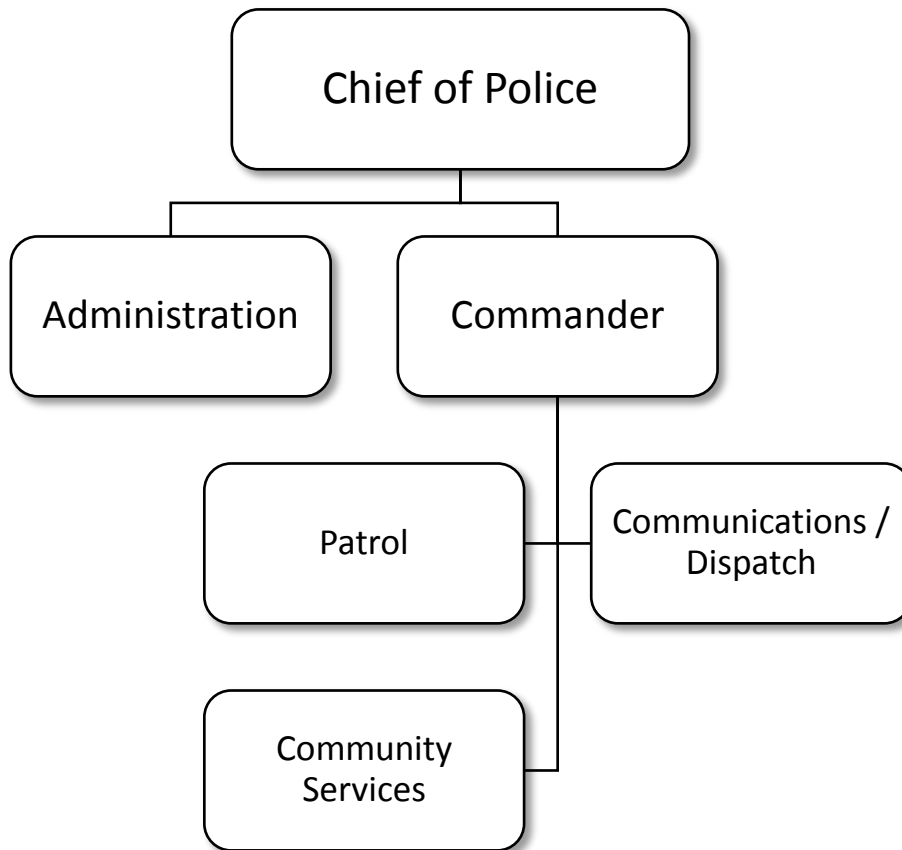 Chief of Police
Administration
Commander
Patrol
Communications /
Dispatch
Community
Services